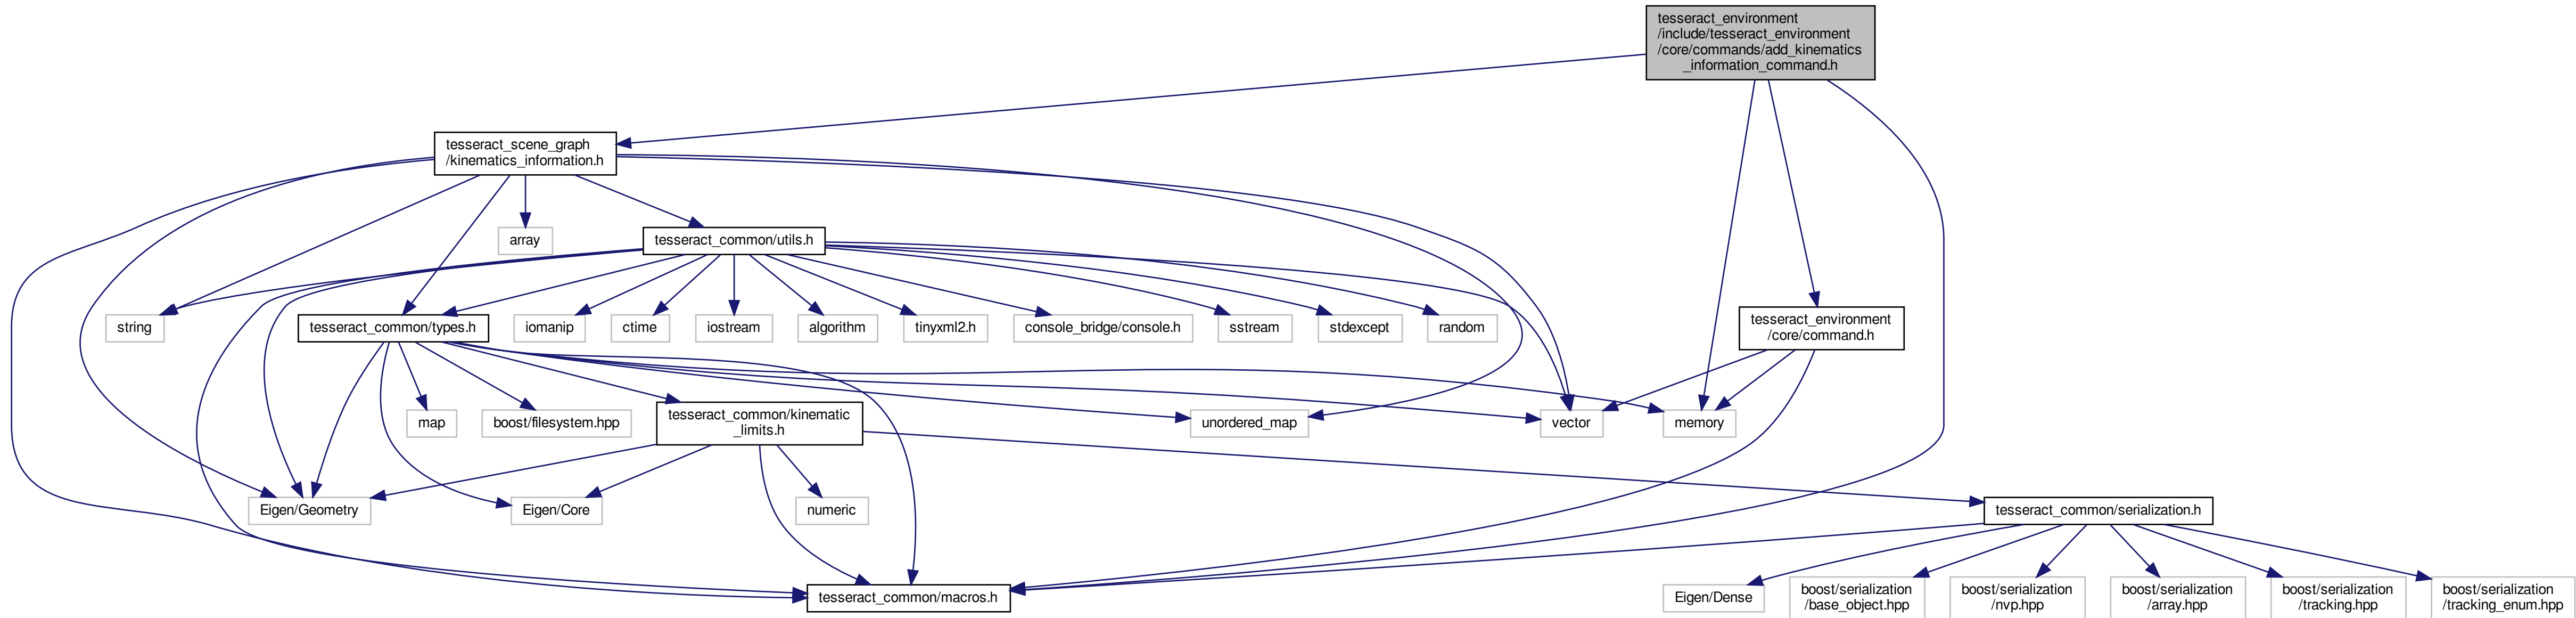 tesseract_environment
/include/tesseract_environment
/core/commands/add_kinematics
_information_command.h
tesseract_scene_graph
/kinematics_information.h
array
tesseract_common/utils.h
string
tesseract_common/types.h
iomanip
ctime
iostream
algorithm
tinyxml2.h
console_bridge/console.h
sstream
stdexcept
random
tesseract_environment
/core/command.h
map
boost/filesystem.hpp
tesseract_common/kinematic
_limits.h
unordered_map
vector
memory
Eigen/Geometry
Eigen/Core
numeric
tesseract_common/serialization.h
tesseract_common/macros.h
Eigen/Dense
boost/serialization
/base_object.hpp
boost/serialization
/nvp.hpp
boost/serialization
/array.hpp
boost/serialization
/tracking.hpp
boost/serialization
/tracking_enum.hpp